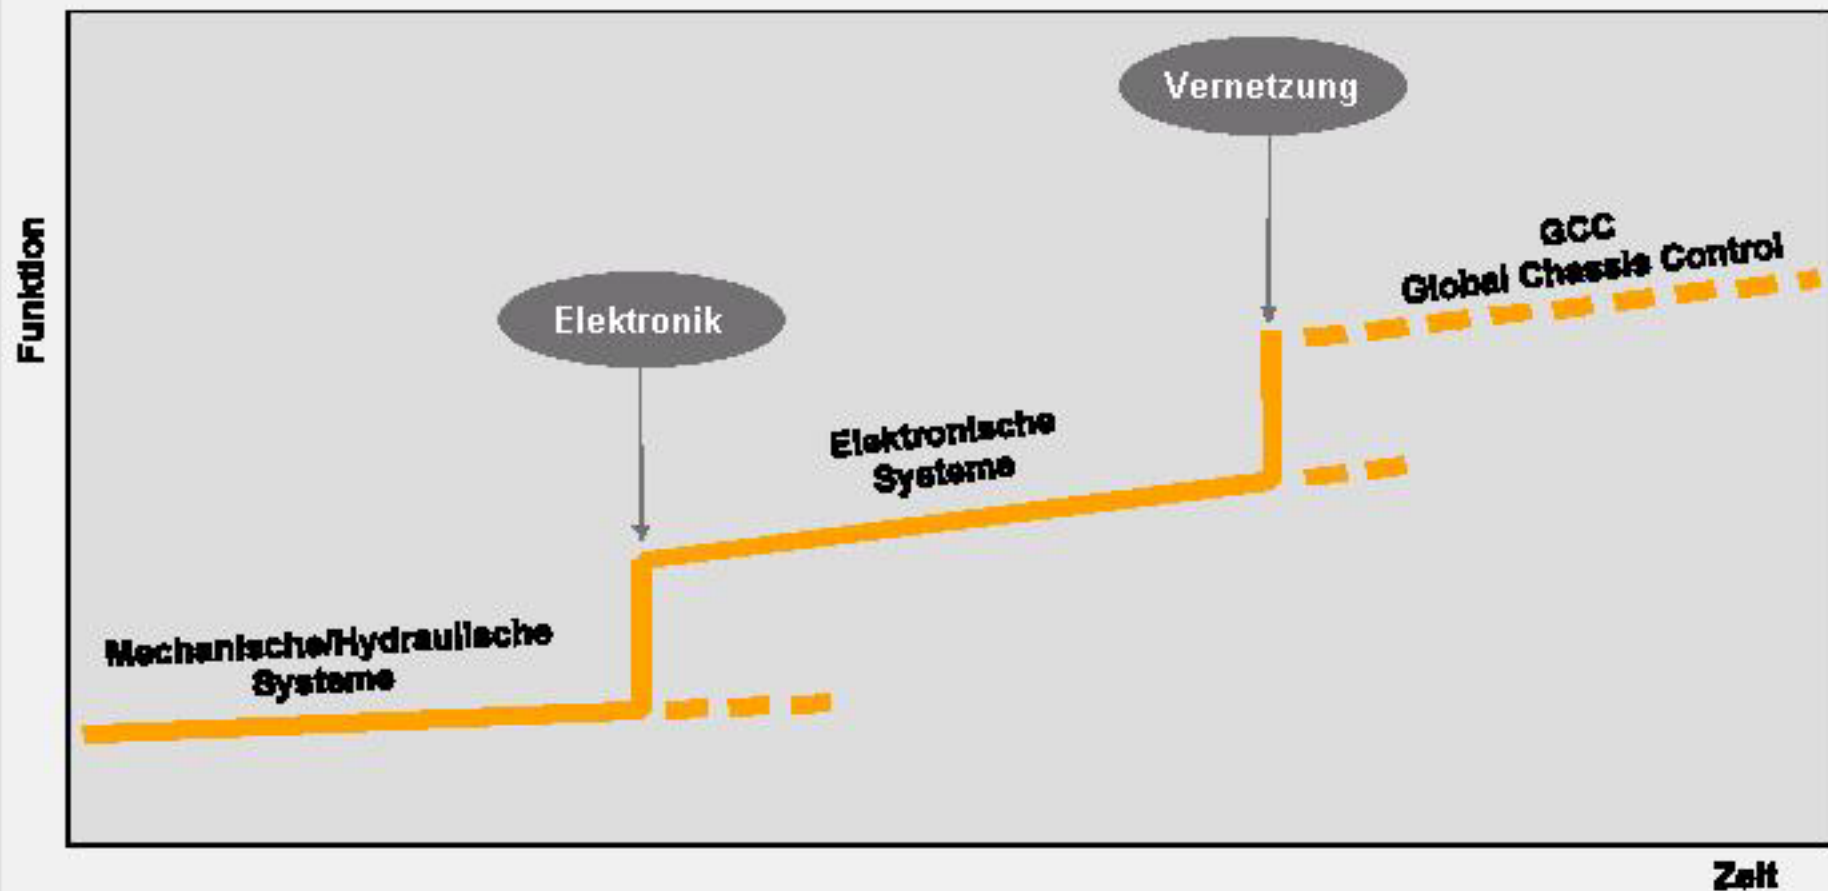 Vernetzung
GCC
Global Chassis Control
Funktion
Elektronik
Elektronische
Systeme
Mechanische/Hydraulische
Systeme
Zeit